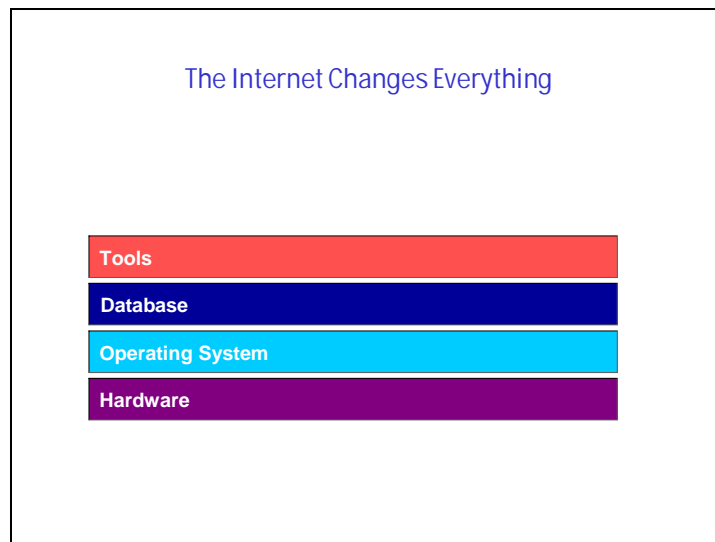 The Internet Changes Everything
Tools
Database
Operating System
Hardware